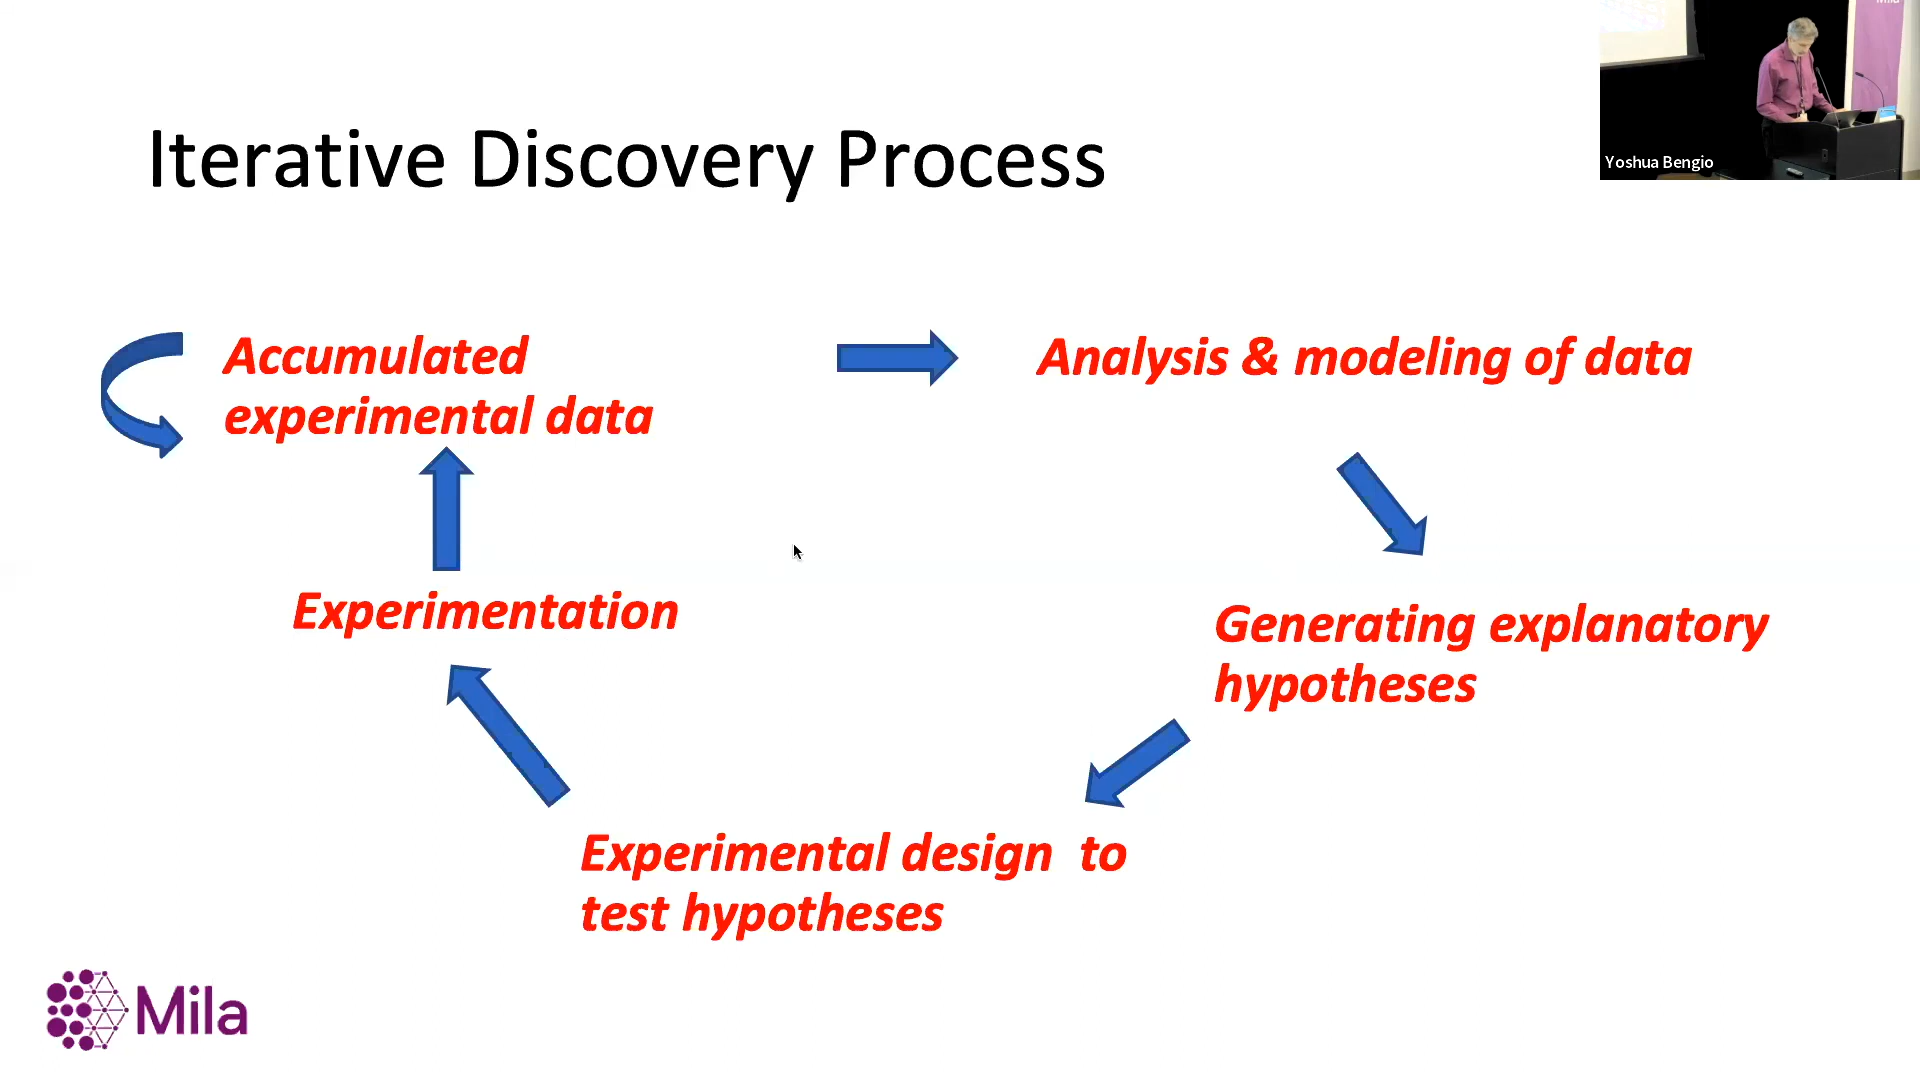 Iterative Discovery Process
Yoshua Bengio
Accumulated
experimental data
Analysis & modeling of data
Experimentation
Generating explanatory
hypotheses
Experimental design to
test hypotheses
Mila